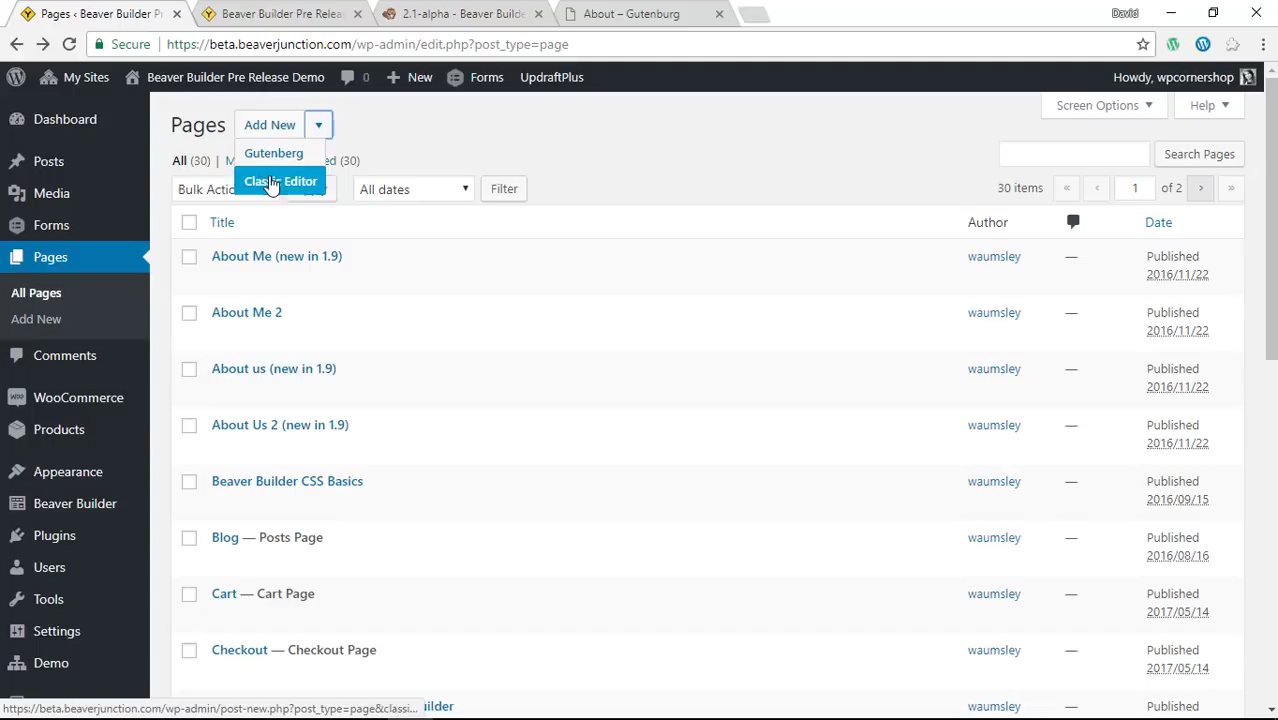 Pages ‹ Beaver Builder Pr
Beaver Builder Pre Relea
2.1-alpha - Beaver Builde
About – Gutenburg
David
Secure
https://beta.beaverjunction.com/wp-admin/edit.php?post_type=page
My Sites
Beaver Builder Pre Release Demo
0
New
Forms
UpdraftPlus
Howdy, wpcornershop
Dashboard
Posts
Media
Forms
Pages
All Pages
Add New
Comments
WooCommerce
Products
Appearance
Beaver Builder
Plugins
Users
Tools
Settings
Demo
Screen Options
Help
Pages
Add New
Gutenberg
Classic Editor
All (30) | M
ed (30)
Search Pages
Bulk Actio
All dates
Filter
30 items
«
‹
1
of 2
›
»
Title
Author
Date
About Me (new in 1.9)
waumsley
—
Published
2016/11/22
About Me 2
waumsley
—
Published
2016/11/22
About us (new in 1.9)
waumsley
—
Published
2016/11/22
About Us 2 (new in 1.9)
waumsley
—
Published
2016/11/22
Beaver Builder CSS Basics
waumsley
—
Published
2016/09/15
Blog — Posts Page
waumsley
—
Published
2016/08/16
Cart — Cart Page
waumsley
—
Published
2017/05/14
Checkout — Checkout Page
waumsley
—
Published
2017/05/14
uilder
waumsley
—
Published
https://beta.beaverjunction.com/wp-admin/post-new.php?post_type=page&classi...